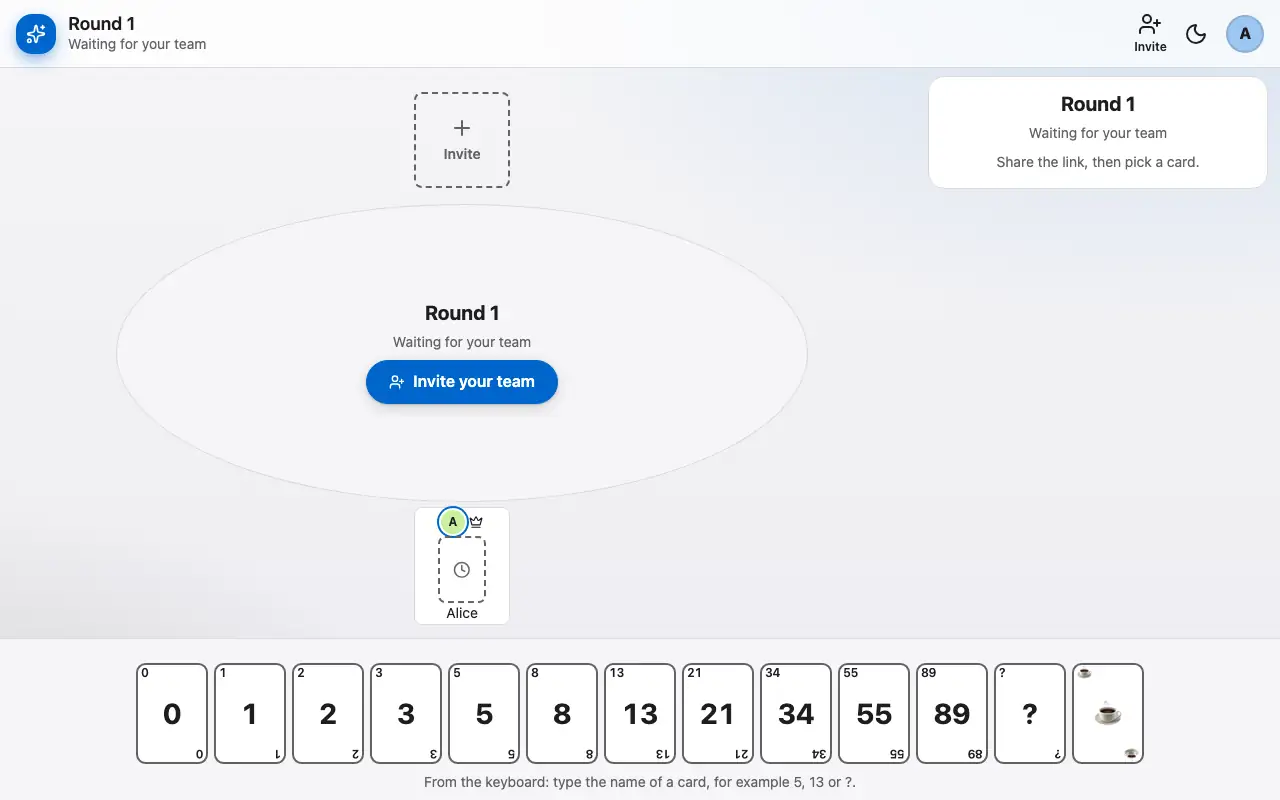 Round 1
Waiting for your team
Invite
A
Invite
Round 1
Waiting for your team
Share the link, then pick a card.
Round 1
Waiting for your team
Invite your team
A
Alice
0 1 2 3 5 8 13 21 34 55 89 ?
0 1 2 3 5 8 13 21 34 55 89 ?
0 1 2 3 5 8 13 21 34 55 89 ?
From the keyboard: type the name of a card, for example 5, 13 or ?.